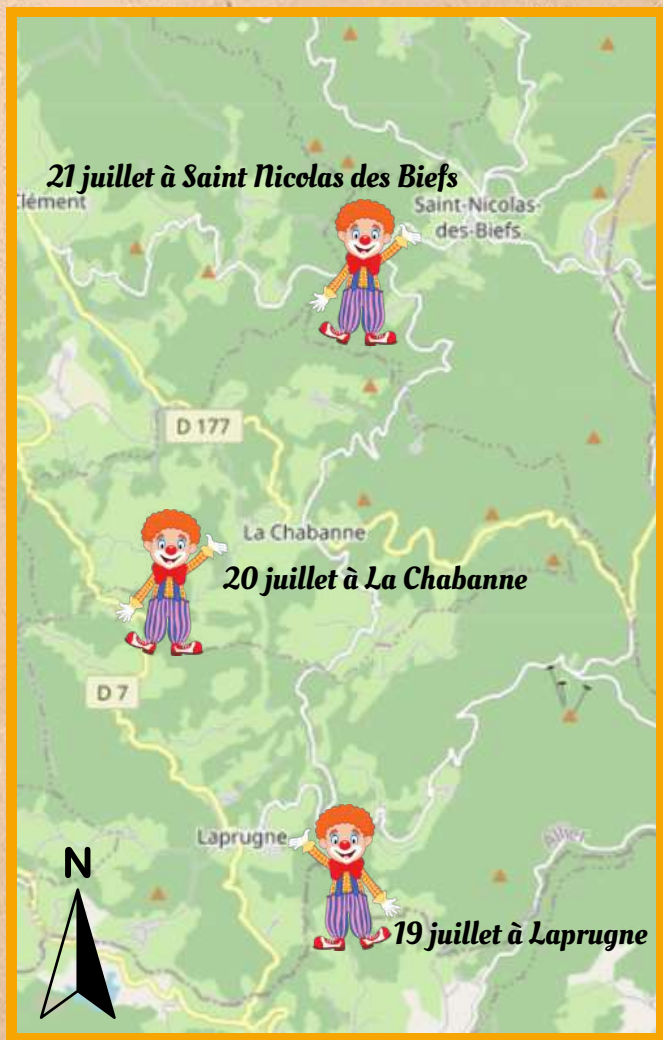 21 juillet à Saint Nicolas des Biefs
Clément
Saint-Nicolas-
des-Biefs
D 177
La Chabanne
20 juillet à La Chabanne
D 7
Laprugne
N
19 juillet à Laprugne